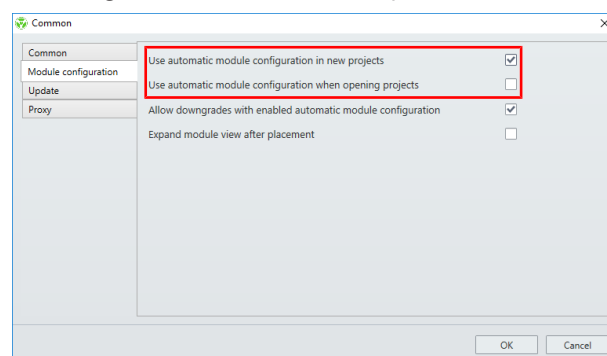 Common
Common
Module configuration
Update
Proxy
Use automatic module configuration in new projects
Use automatic module configuration when opening projects
Allow downgrades with enabled automatic module configuration
Expand module view after placement
OK
Cancel